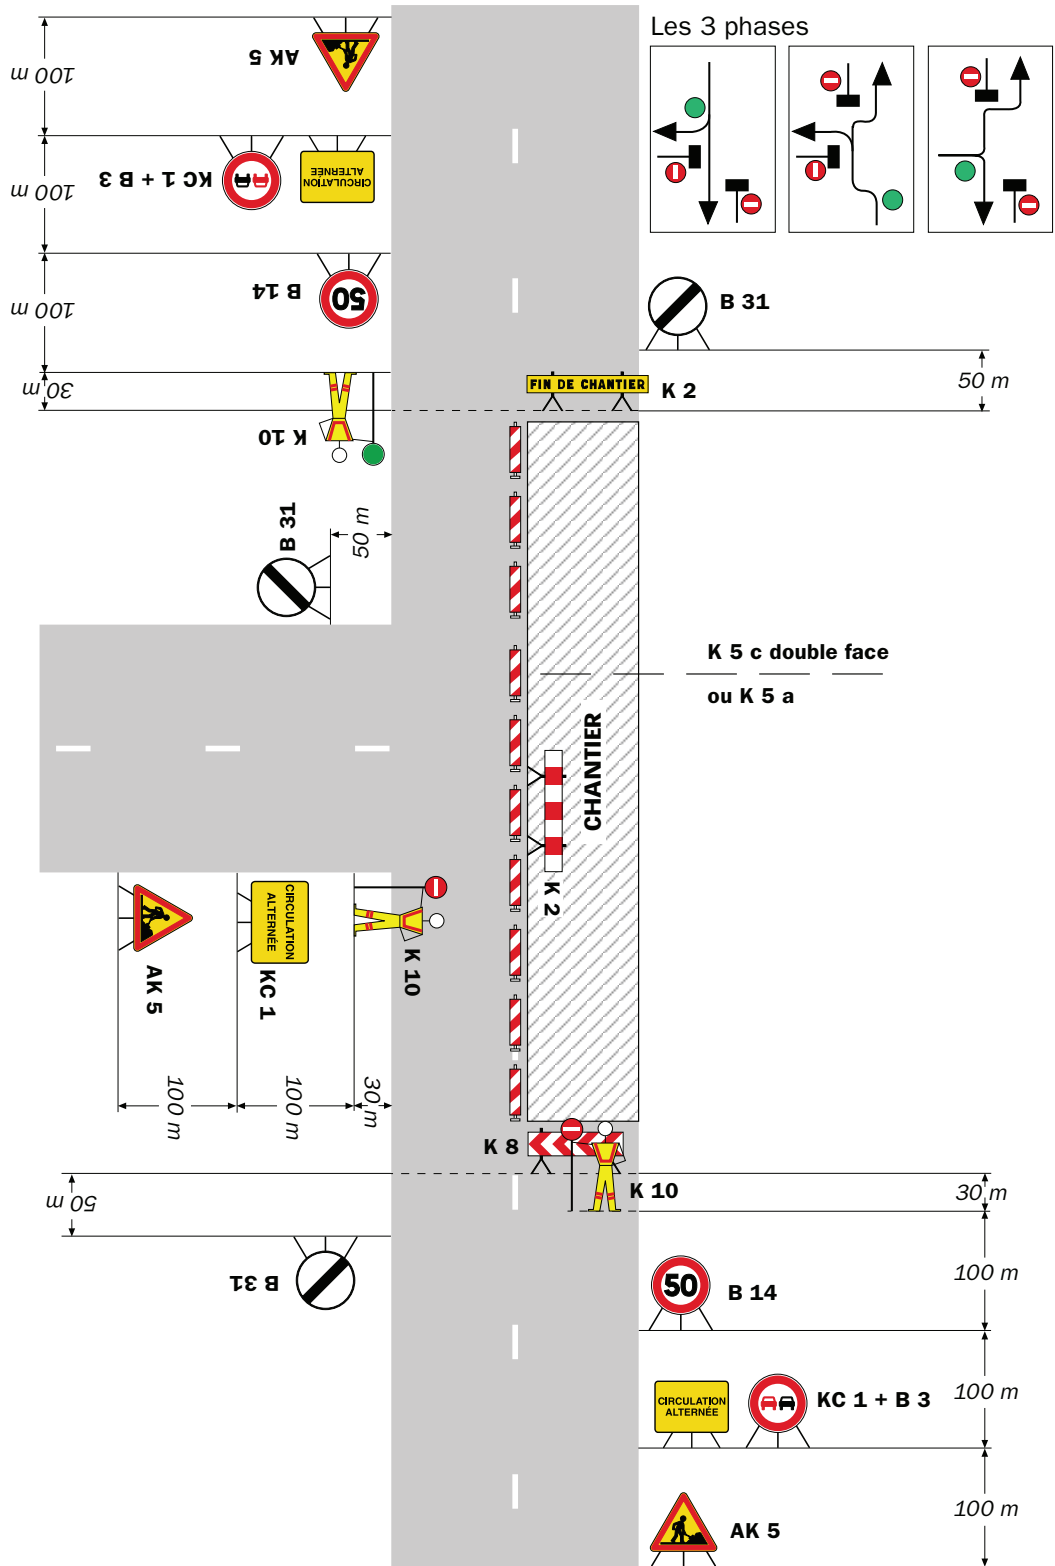 Les 3 phases
AK 5
100 m
KC 1 + B 3
CIRCULATION
ALTERNÉE
100 m
B 14
50
100 m
30 m
K 10
B 31
50 m
FIN DE CHANTIER
K 2
B 31
50 m
K 5 c double face
ou K 5 a
CHANTIER
K 2
AK 5
CIRCULATION
ALTERNÉE
KC 1
K 10
100 m
100 m
30 m
K 8
K 10
30 m
50 m
B 31
50
B 14
100 m
CIRCULATION
ALTERNÉE
KC 1 + B 3
100 m
AK 5
100 m